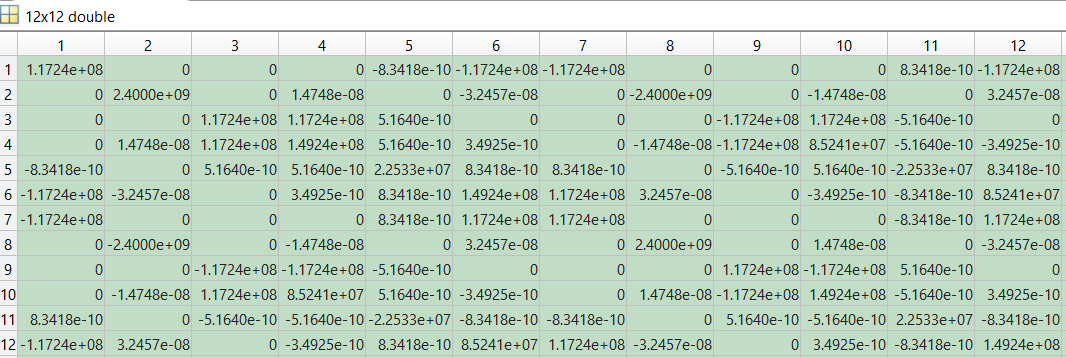 12x12 double
1 2 3 4 5 6 7 8 9 10 11 12
1 1.1724e+08 0 0 0 -8.3418e-10 -1.1724e+08 -1.1724e+08 0 0 0 8.3418e-10 -1.1724e+08
2 0 2.4000e+09 0 1.4748e-08 0 -3.2457e-08 0 -2.4000e+09 0 -1.4748e-08 0 3.2457e-08
3 0 0 1.1724e+08 1.1724e+08 5.1640e-10 0 0 0 -1.1724e+08 1.1724e+08 -5.1640e-10 0
4 0 1.4748e-08 1.1724e+08 1.4924e+08 5.1640e-10 3.4925e-10 0 -1.4748e-08 -1.1724e+08 8.5241e+07 -5.1640e-10 -3.4925e-10
5 -8.3418e-10 0 5.1640e-10 5.1640e-10 2.2533e+07 8.3418e-10 8.3418e-10 0 -5.1640e-10 5.1640e-10 -2.2533e+07 8.3418e-10
6 -1.1724e+08 -3.2457e-08 0 3.4925e-10 8.3418e-10 1.4924e+08 1.1724e+08 3.2457e-08 0 -3.4925e-10 -8.3418e-10 8.5241e+07
7 -1.1724e+08 0 0 0 8.3418e-10 1.1724e+08 1.1724e+08 0 0 0 -8.3418e-10 1.1724e+08
8 0 -2.4000e+09 0 -1.4748e-08 0 3.2457e-08 0 2.4000e+09 0 1.4748e-08 0 -3.2457e-08
9 0 0 -1.1724e+08 -1.1724e+08 -5.1640e-10 0 0 0 1.1724e+08 -1.1724e+08 5.1640e-10 0
10 0 -1.4748e-08 1.1724e+08 8.5241e+07 5.1640e-10 -3.4925e-10 0 1.4748e-08 -1.1724e+08 1.4924e+08 -5.1640e-10 3.4925e-10
11 8.3418e-10 0 -5.1640e-10 -5.1640e-10 -2.2533e+07 -8.3418e-10 -8.3418e-10 0 5.1640e-10 -5.1640e-10 2.2533e+07 -8.3418e-10
12 -1.1724e+08 3.2457e-08 0 -3.4925e-10 8.3418e-10 8.5241e+07 1.1724e+08 -3.2457e-08 0 3.4925e-10 -8.3418e-10 1.4924e+08